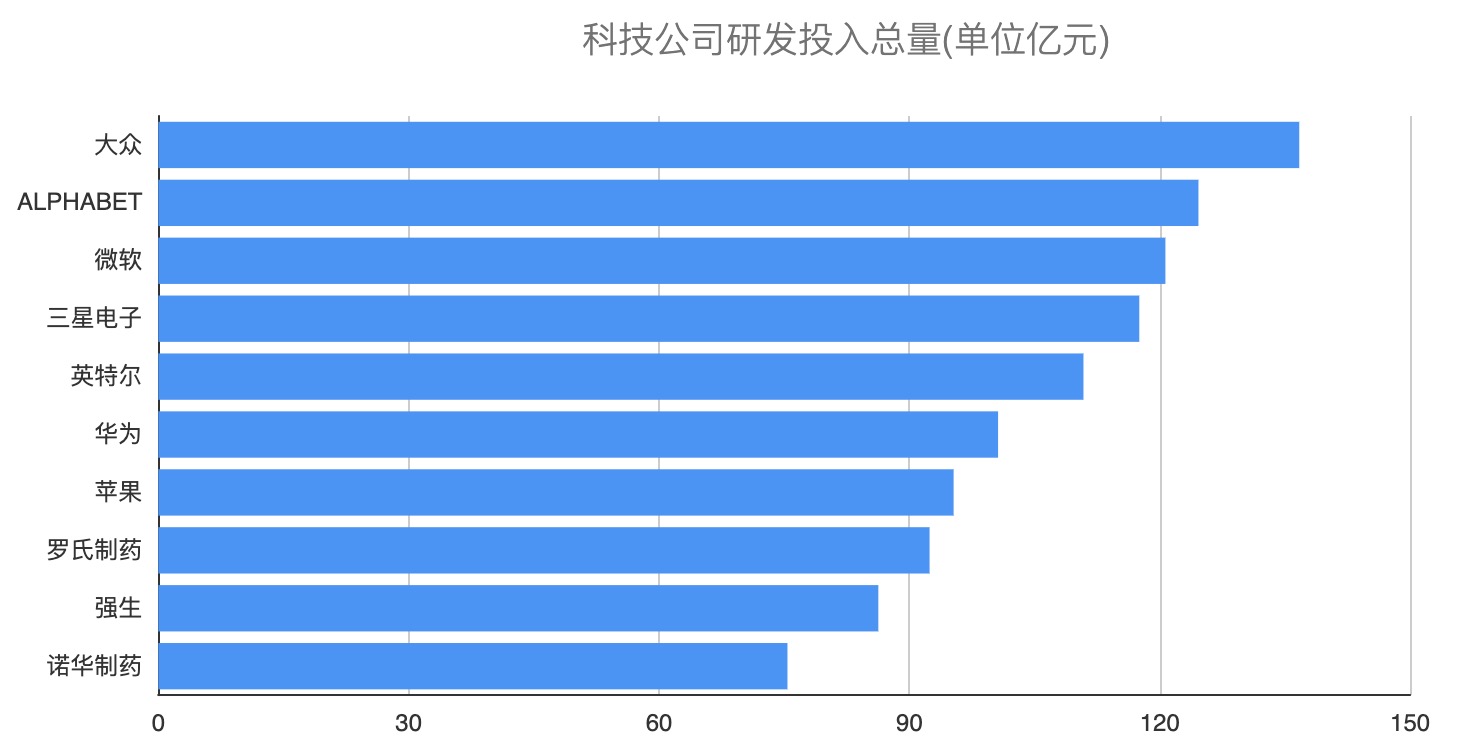 科技公司研发投入总量(单位亿元)
大众
ALPHABET
微软
三星电子
英特尔
华为
苹果
罗氏制药
强生
诺华制药
0 30 60 90 120 150